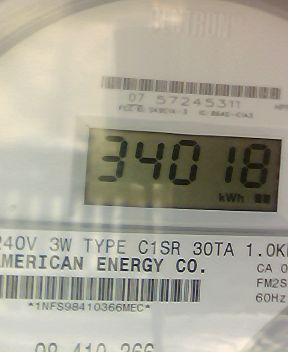 07 57245311
34018
kWh
240V 3W TYPE C1SR 30TA 1.0K
AMERICAN ENERGY CO.
CA 0
FM2S
60Hz
*1NFS98410366MEC*
98 410 366